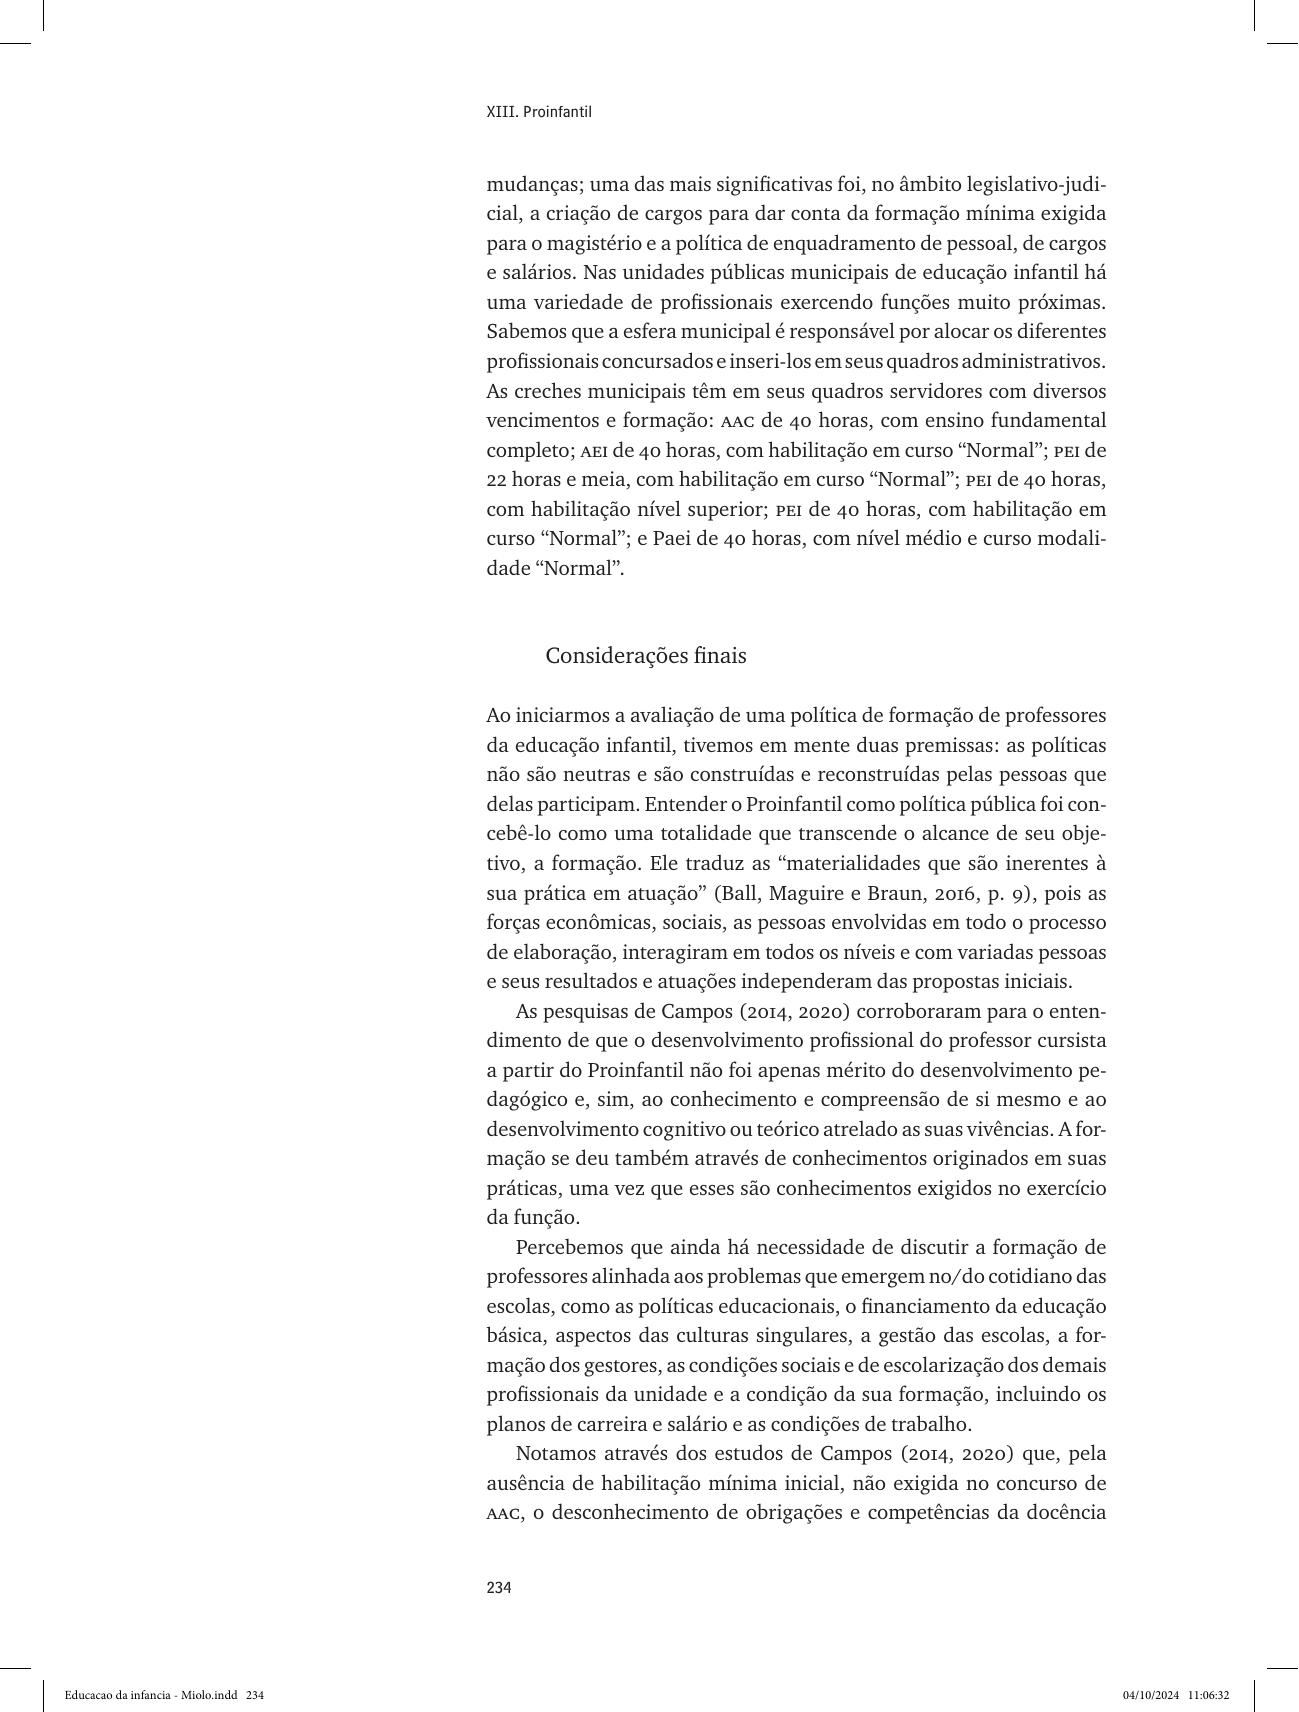 XIII. Proinfantil
mudanças; uma das mais significativas foi, no âmbito legislativo-judi-
cial, a criação de cargos para dar conta da formação mínima exigida
para o magistério e a política de enquadramento de pessoal, de cargos
e salários. Nas unidades públicas municipais de educação infantil há
uma variedade de profissionais exercendo funções muito próximas.
Sabemos que a esfera municipal é responsável por alocar os diferentes
profissionais concursados e inseri-los em seus quadros administrativos.
As creches municipais têm em seus quadros servidores com diversos
vencimentos e formação: AAC de 40 horas, com ensino fundamental
completo; AEI de 40 horas, com habilitação em curso “Normal”; PEI de
22 horas e meia, com habilitação em curso “Normal”; PEI de 40 horas,
com habilitação nível superior; PEI de 40 horas, com habilitação em
curso “Normal”; e Paei de 40 horas, com nível médio e curso modali-
dade “Normal”.
Considerações finais
Ao iniciarmos a avaliação de uma política de formação de professores
da educação infantil, tivemos em mente duas premissas: as políticas
não são neutras e são construídas e reconstruídas pelas pessoas que
delas participam. Entender o Proinfantil como política pública foi con-
cebê-lo como uma totalidade que transcende o alcance de seu obje-
tivo, a formação. Ele traduz as “materialidades que são inerentes à
sua prática em atuação” (Ball, Maguire e Braun, 2016, p. 9), pois as
forças econômicas, sociais, as pessoas envolvidas em todo o processo
de elaboração, interagiram em todos os níveis e com variadas pessoas
e seus resultados e atuações independeram das propostas iniciais.
As pesquisas de Campos (2014, 2020) corroboraram para o enten-
dimento de que o desenvolvimento profissional do professor cursista
a partir do Proinfantil não foi apenas mérito do desenvolvimento pe-
dagógico e, sim, ao conhecimento e compreensão de si mesmo e ao
desenvolvimento cognitivo ou teórico atrelado as suas vivências. A for-
mação se deu também através de conhecimentos originados em suas
práticas, uma vez que esses são conhecimentos exigidos no exercício
da função.
Percebemos que ainda há necessidade de discutir a formação de
professores alinhada aos problemas que emergem no/do cotidiano das
escolas, como as políticas educacionais, o financiamento da educação
básica, aspectos das culturas singulares, a gestão das escolas, a for-
mação dos gestores, as condições sociais e de escolarização dos demais
profissionais da unidade e a condição da sua formação, incluindo os
planos de carreira e salário e as condições de trabalho.
Notamos através dos estudos de Campos (2014, 2020) que, pela
ausência de habilitação mínima inicial, não exigida no concurso de
AAC, o desconhecimento de obrigações e competências da docência
234
Educacao da infancia - Miolo.indd 234
04/10/2024 11:06:32